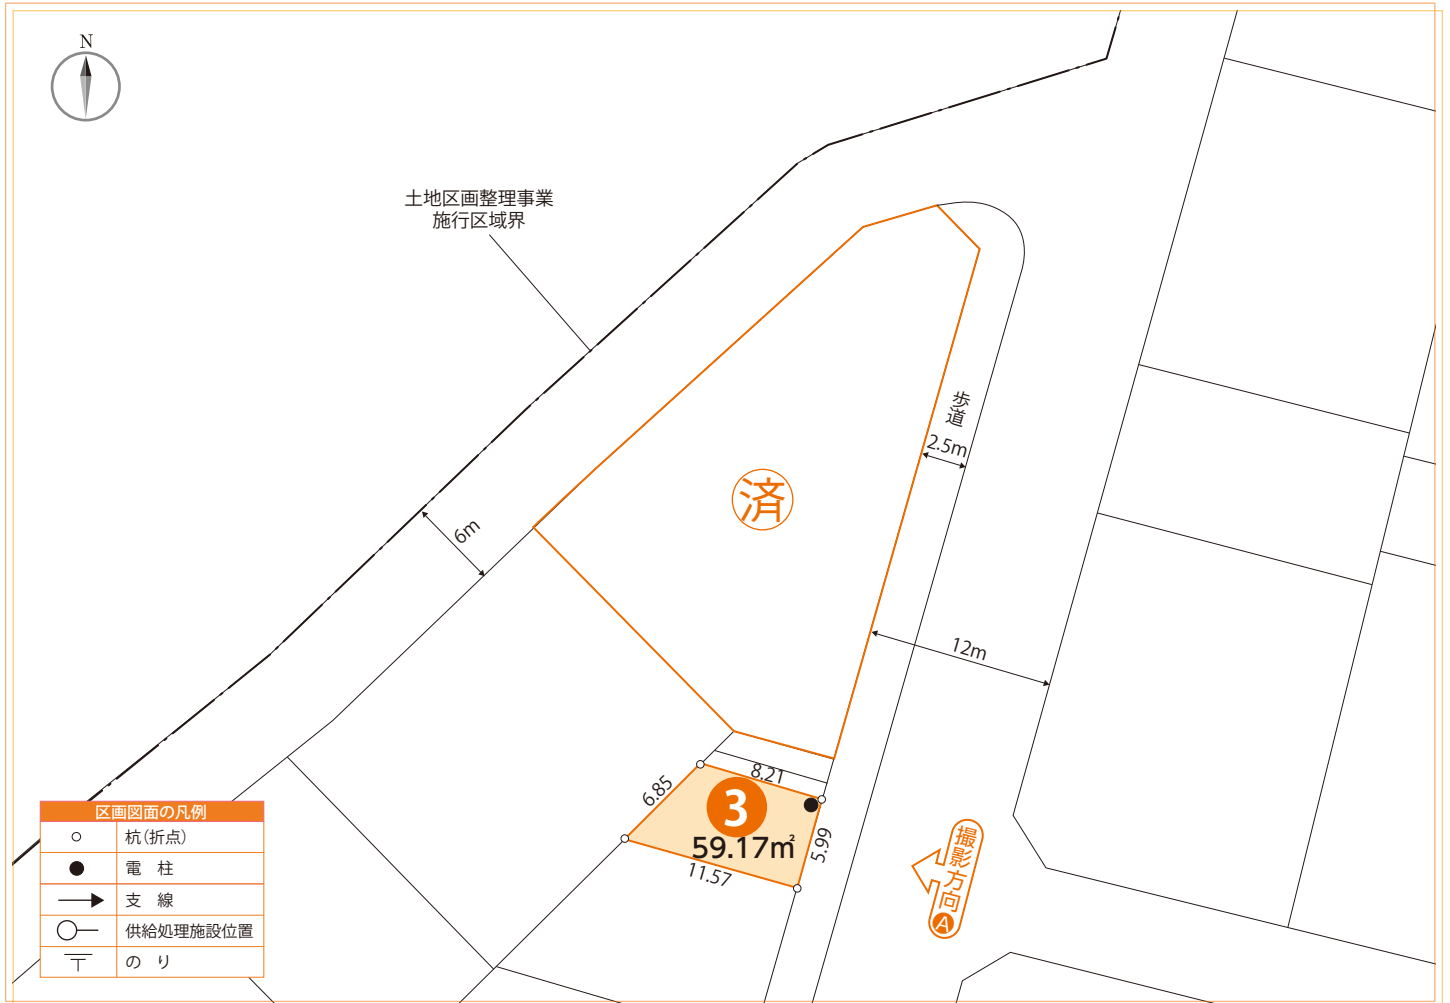 N
土地区画整理事業
施行区域界
歩道
2.5m
済
6m
12m
8.21
6.85
3
59.17㎡
5.99
11.57
撮影方向
A
区画図面の凡例
杭(折点)
電 柱
支 線
供給処理施設位置
の り